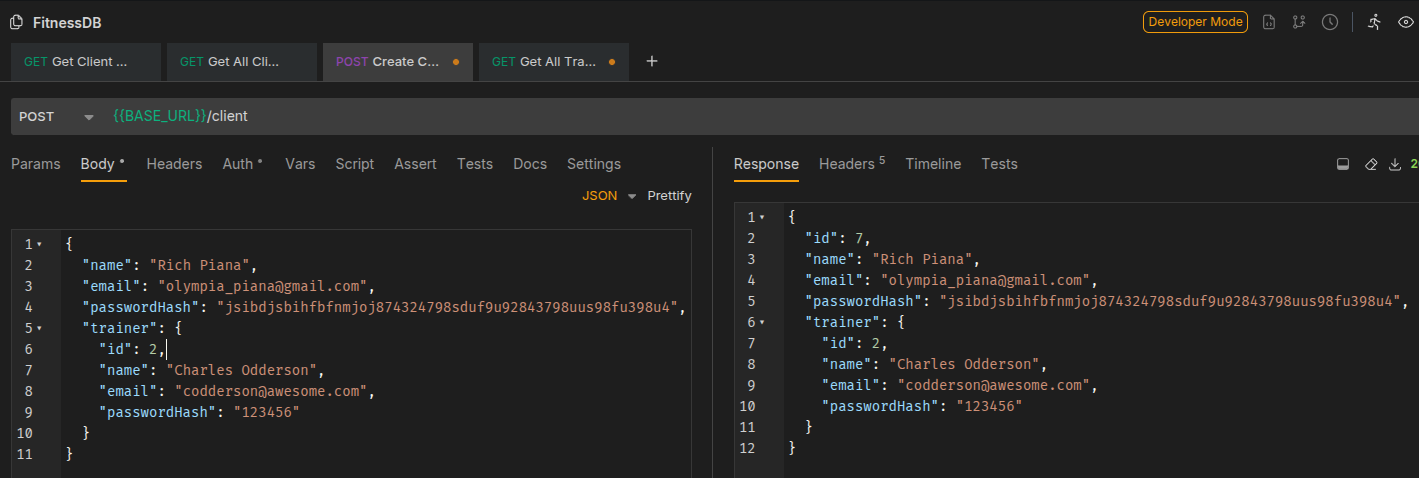 FitnessDB
Developer Mode
GET Get Client ...
GET Get All Cli...
POST Create C...
GET Get All Tra...
+
POST
{{BASE_URL}}/client
Params Body Headers Auth Vars Script Assert Tests Docs Settings
JSON Prettify
1 {
2 "name": "Rich Piana",
3 "email": "olympia_piana@gmail.com",
4 "passwordHash": "jsibdjsbihfbfnmjoj874324798sduf9u92843798uus98fu398u4",
5 "trainer": {
6 "id": 2,
7 "name": "Charles Odderson",
8 "email": "codderson@awesome.com",
9 "passwordHash": "123456"
10 }
11 }
Response Headers 5 Timeline Tests
1 {
2 "id": 7,
3 "name": "Rich Piana",
4 "email": "olympia_piana@gmail.com",
5 "passwordHash": "jsibdjsbihfbfnmjoj874324798sduf9u92843798uus98fu398u4",
6 "trainer": {
7 "id": 2,
8 "name": "Charles Odderson",
9 "email": "codderson@awesome.com",
10 "passwordHash": "123456"
11 }
12 }